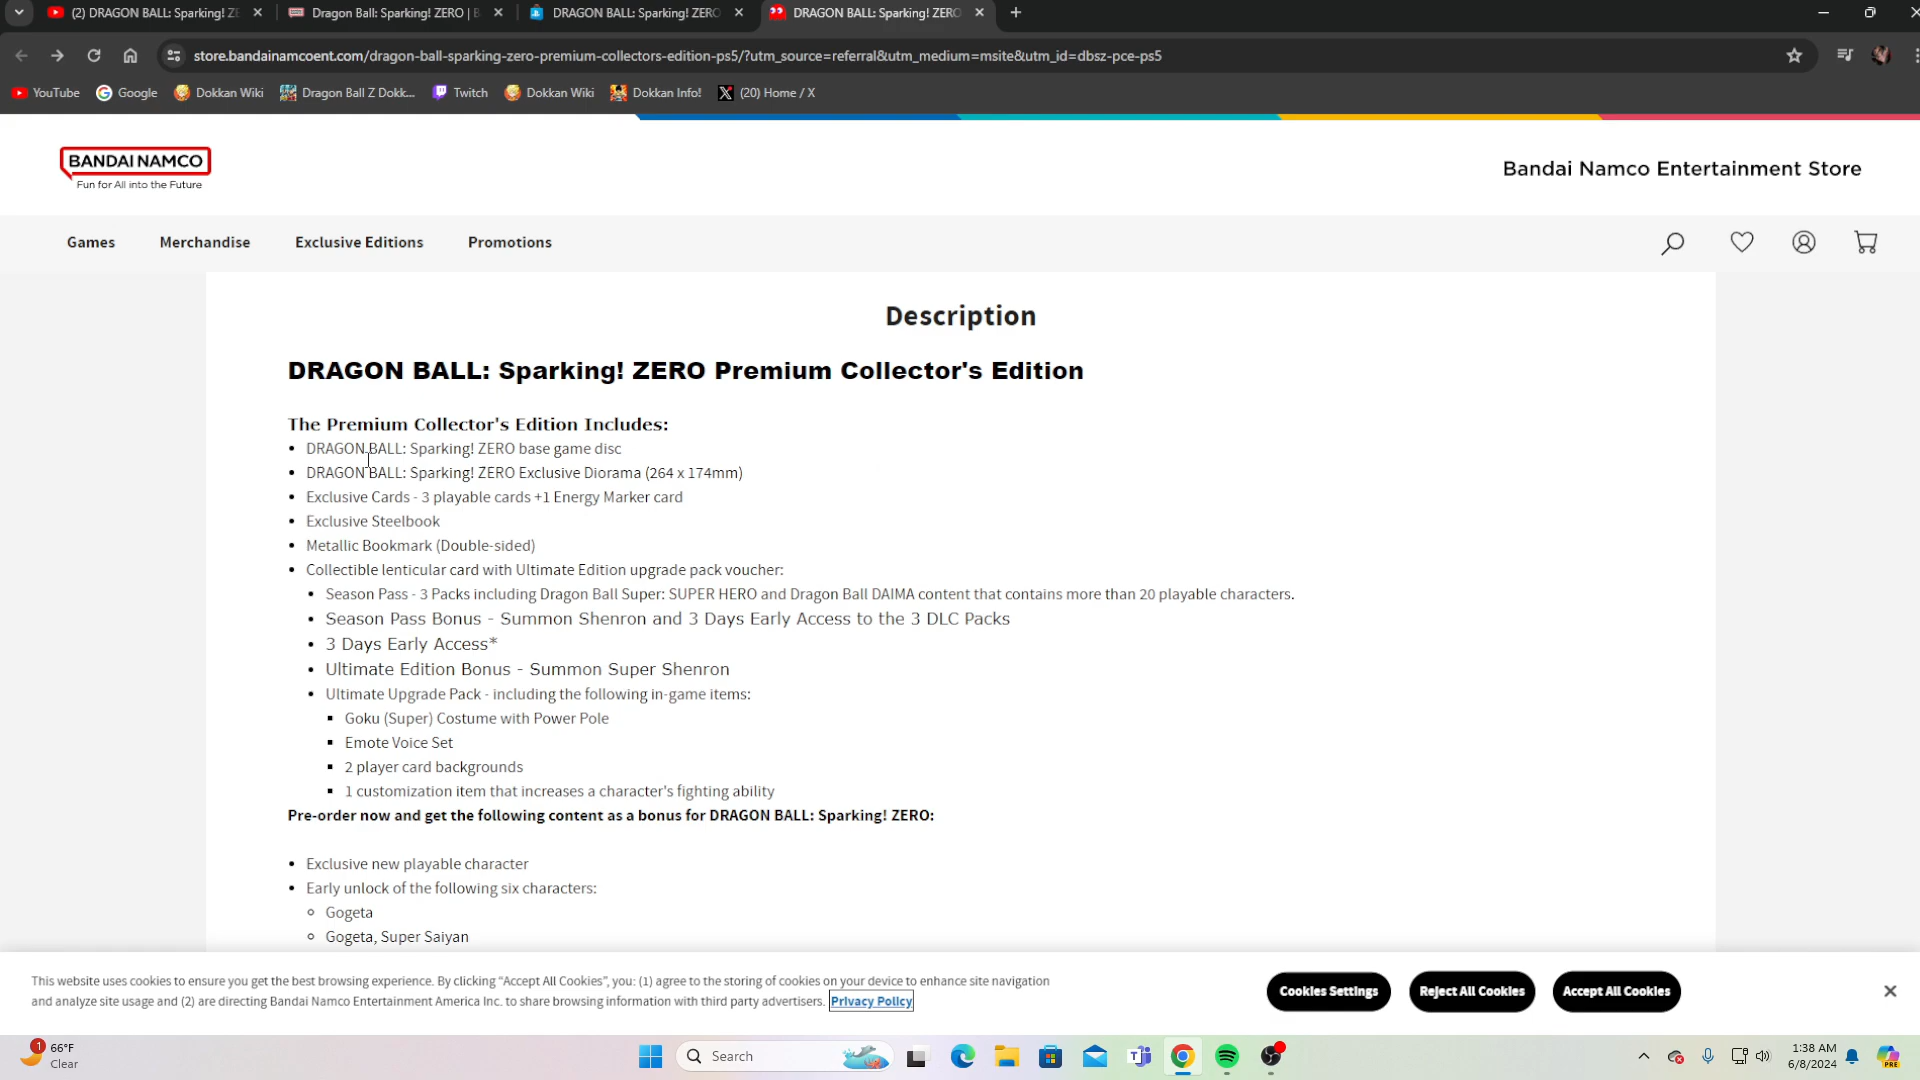 (2) DRAGON BALL: Sparking! ZE
Dragon Ball: Sparking! ZERO | B
DRAGON BALL: Sparking! ZERO
DRAGON BALL: Sparking! ZERO
store.bandainamcoent.com/dragon-ball-sparking-zero-premium-collectors-edition-ps5/?utm_source=referral&utm_medium=msite&utm_id=dbsz-pce-ps5
YouTube Google Dokkan Wiki Dragon Ball Z Dokk... Twitch Dokkan Wiki Dokkan Info! (20) Home / X
BANDAI NAMCO
Fun for All into the Future
Bandai Namco Entertainment Store
Games Merchandise Exclusive Editions Promotions
Description
DRAGON BALL: Sparking! ZERO Premium Collector's Edition
The Premium Collector's Edition Includes:
• DRAGON BALL: Sparking! ZERO base game disc
• DRAGON BALL: Sparking! ZERO Exclusive Diorama (264 x 174mm)
• Exclusive Cards - 3 playable cards +1 Energy Marker card
• Exclusive Steelbook
• Metallic Bookmark (Double-sided)
• Collectible lenticular card with Ultimate Edition upgrade pack voucher:
• Season Pass - 3 Packs including Dragon Ball Super: SUPER HERO and Dragon Ball DAIMA content that contains more than 20 playable characters.
• Season Pass Bonus - Summon Shenron and 3 Days Early Access to the 3 DLC Packs
• 3 Days Early Access*
• Ultimate Edition Bonus - Summon Super Shenron
• Ultimate Upgrade Pack - including the following in-game items:
▪ Goku (Super) Costume with Power Pole
▪ Emote Voice Set
▪ 2 player card backgrounds
▪ 1 customization item that increases a character's fighting ability
Pre-order now and get the following content as a bonus for DRAGON BALL: Sparking! ZERO:
• Exclusive new playable character
• Early unlock of the following six characters:
○ Gogeta
○ Gogeta, Super Saiyan
This website uses cookies to ensure you get the best browsing experience. By clicking “Accept All Cookies”, you: (1) agree to the storing of cookies on your device to enhance site navigation
and analyze site usage and (2) are directing Bandai Namco Entertainment America Inc. to share browsing information with third party advertisers. Privacy Policy
Cookies Settings Reject All Cookies Accept All Cookies
1 66°F
Clear
Search
1:38 AM
6/8/2024
PRE